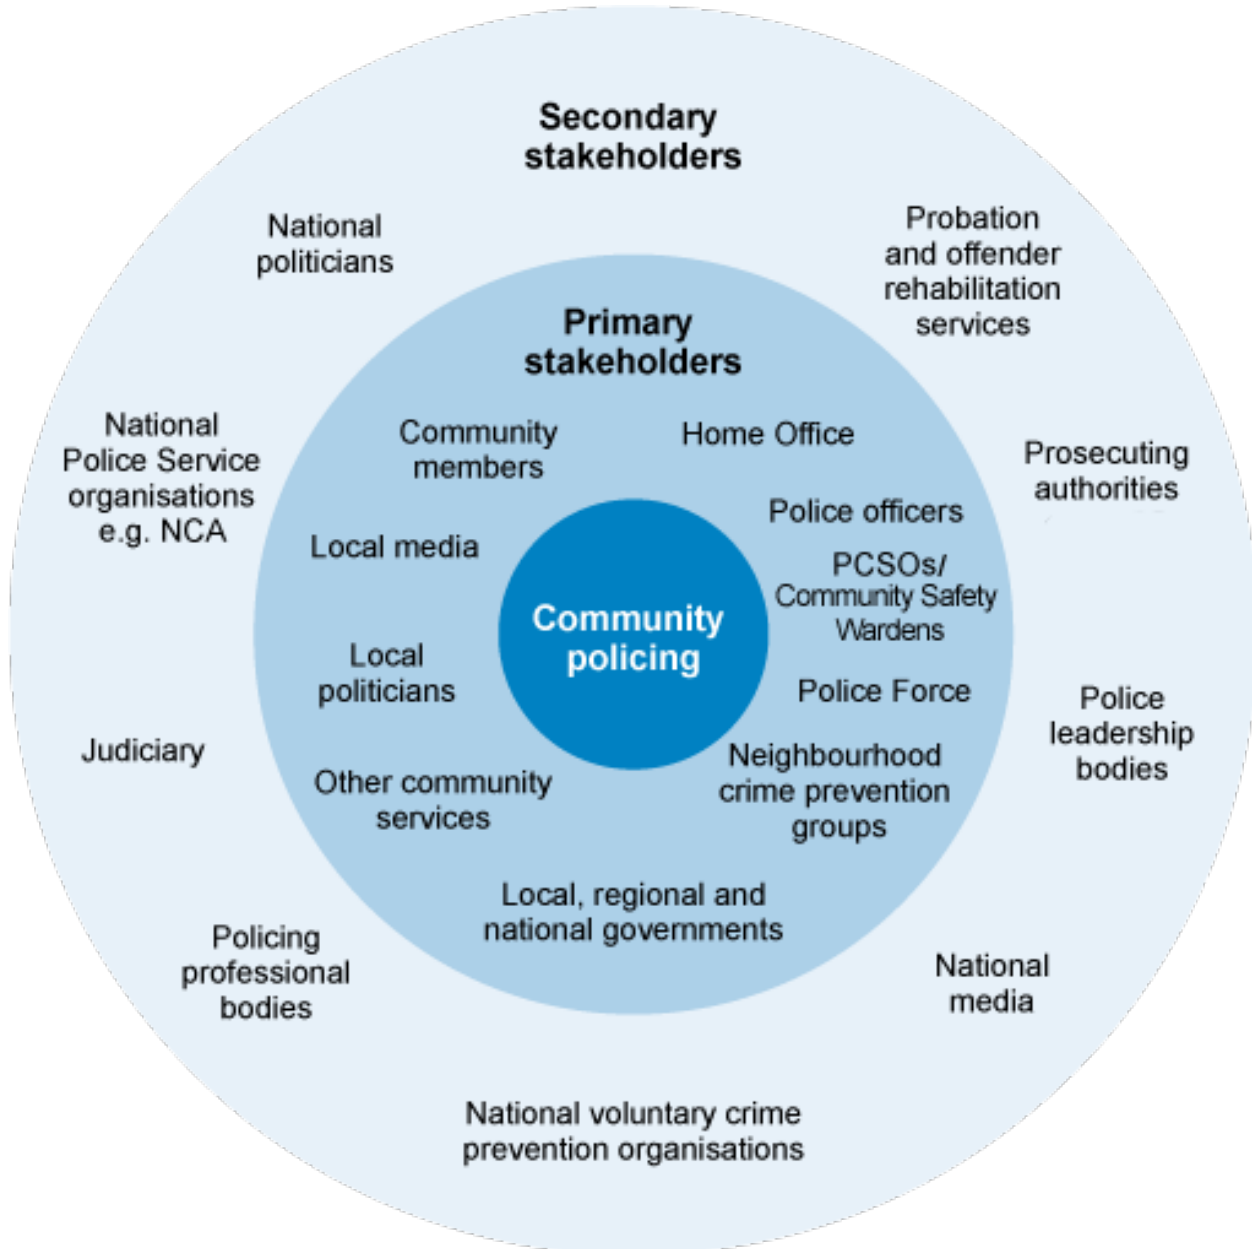 Secondary
stakeholders
National
politicians
Probation
and offender
rehabilitation
services
National
Police Service
organisations
e.g. NCA
Prosecuting
authorities
Judiciary
Police
leadership
bodies
Policing
professional
bodies
National
media
National voluntary crime
prevention organisations
Primary
stakeholders
Community
members
Home Office
Local media
Police officers
PCSOs/
Community Safety
Wardens
Local
politicians
Police Force
Other community
services
Neighbourhood
crime prevention
groups
Local, regional and
national governments
Community
policing